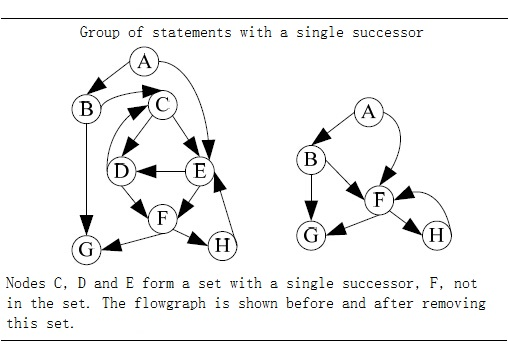 Group of statements with a single successor
A
B
C
D
E
F
G
H
A
B
F
G
H
Nodes C, D and E form a set with a single successor, F, not
in the set. The flowgraph is shown before and after removing
this set.